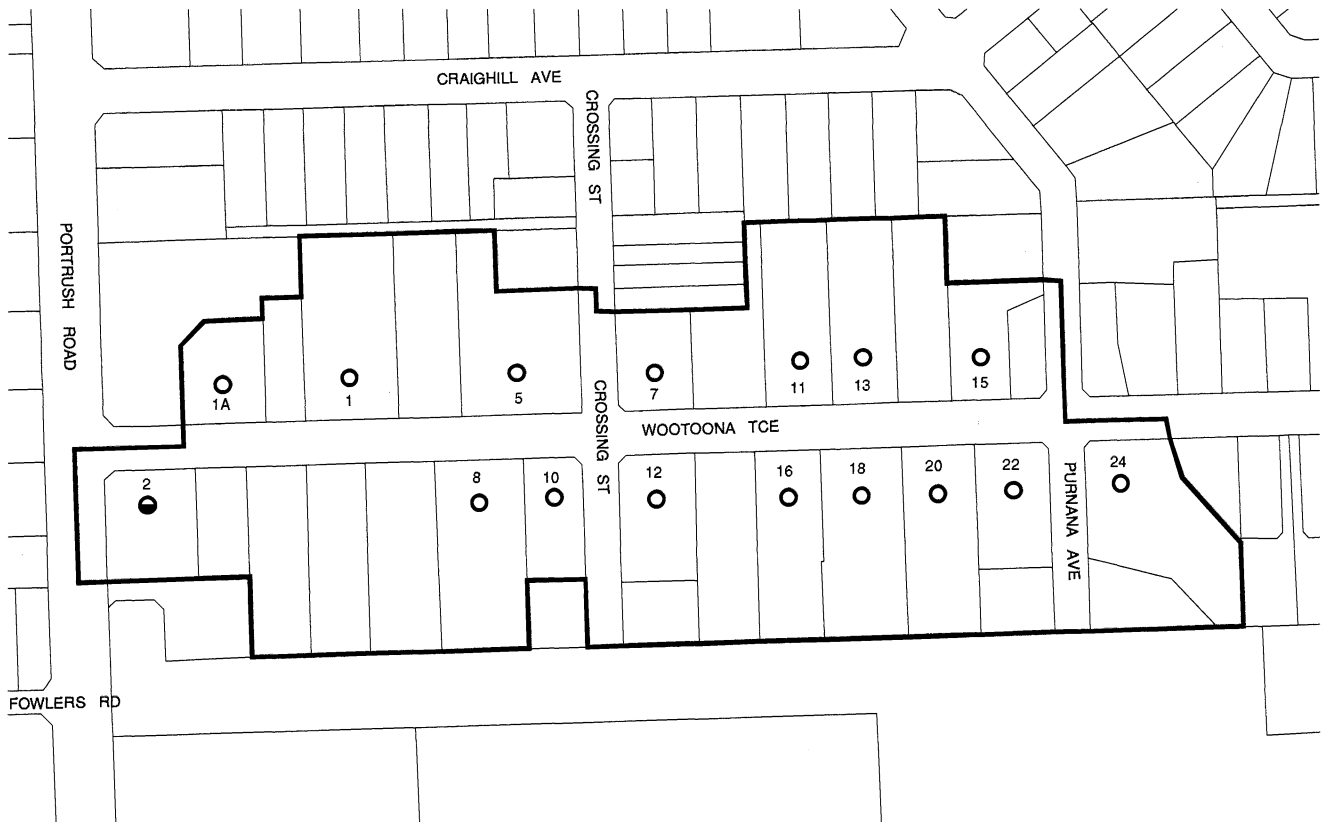 CRAIGHILL AVE
CROSSING ST
PORTRUSH ROAD
1A
1
5
7
11
13
15
CROSSING ST
WOOTOONA TCE
2
8
10
12
16
18
20
22
24
PURNANA AVE
FOWLERS RD